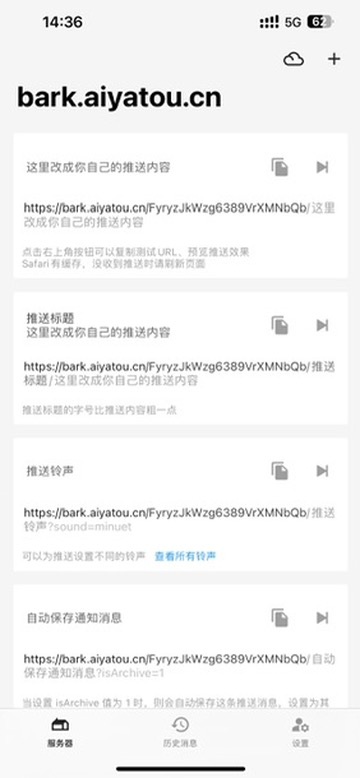 14:36
5G 62
bark.aiyatou.cn
这里改成你自己的推送内容
https://bark.aiyatou.cn/FyryzJkWzg6389VrXMNbQb/这里
改成你自己的推送内容
点击右上角按钮可以复制测试URL、预览推送效果
Safari有缓存，没收到推送时请刷新页面
推送标题
这里改成你自己的推送内容
https://bark.aiyatou.cn/FyryzJkWzg6389VrXMNbQb/推送
标题/这里改成你自己的推送内容
推送标题的字号比推送内容粗一点
推送铃声
https://bark.aiyatou.cn/FyryzJkWzg6389VrXMNbQb/推送
铃声?sound=minuet
可以为推送设置不同的铃声 查看所有铃声
自动保存通知消息
https://bark.aiyatou.cn/FyryzJkWzg6389VrXMNbQb/自动
保存通知消息?isArchive=1
当设置 isArchive 值为 1 时，则会自动保存这条推送消息，设置为其
服务器 历史消息 设置